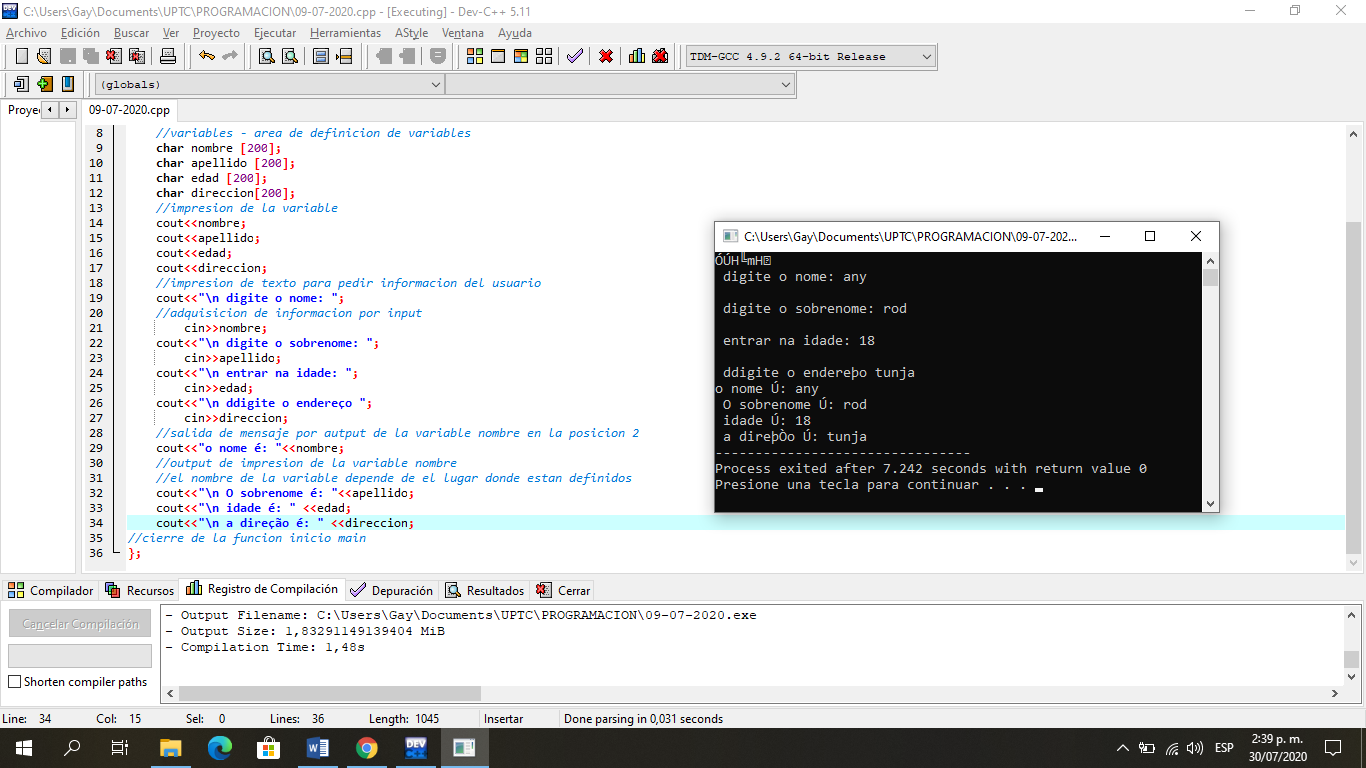 C:\Users\Gay\Documents\UPTC\PROGRAMACION\09-07-2020.cpp - [Executing] - Dev-C++ 5.11
Archivo Edición Buscar Ver Proyecto Ejecutar Herramientas AStyle Ventana Ayuda
TDM-GCC 4.9.2 64-bit Release
(globals)
Proye 09-07-2020.cpp
8 //variables - area de definicion de variables
9 char nombre [200];
10 char apellido [200];
11 char edad [200];
12 char direccion[200];
13 //impresion de la variable
14 cout<<nombre;
15 cout<<apellido;
16 cout<<edad;
17 cout<<direccion;
18 //impresion de texto para pedir informacion del usuario
19 cout<<"\n digite o nome: ";
20 //adquisicion de informacion por input
21 cin>>nombre;
22 cout<<"\n digite o sobrenome: ";
23 cin>>apellido;
24 cout<<"\n entrar na idade: ";
25 cin>>edad;
26 cout<<"\n ddigite o endereço ";
27 cin>>direccion;
28 //salida de mensaje por autput de la variable nombre en la posicion 2
29 cout<<"o nome é: "<<nombre;
30 //output de impresion de la variable nombre
31 //el nombre de la variable depende de el lugar donde estan definidos
32 cout<<"\n O sobrenome é: "<<apellido;
33 cout<<"\n idade é: " <<edad;
34 cout<<"\n a direção é: " <<direccion;
35 //cierre de la funcion inicio main
36 };
C:\Users\Gay\Documents\UPTC\PROGRAMACION\09-07-202...
ÓÛH╚mH
digite o nome: any
digite o sobrenome: rod
entrar na idade: 18
ddigite o endereþo tunja
o nome Ú: any
O sobrenome Ú: rod
idade Ú: 18
a direþÒo Ú: tunja
--------------------------------
Process exited after 7.242 seconds with return value 0
Presione una tecla para continuar . . .
Compilador Recursos Registro de Compilación Depuración Resultados Cerrar
Cancelar Compilación
Shorten compiler paths
- Output Filename: C:\Users\Gay\Documents\UPTC\PROGRAMACION\09-07-2020.exe
- Output Size: 1,83291149139404 MiB
- Compilation Time: 1,48s
Line: 34 Col: 15 Sel: 0 Lines: 36 Length: 1045 Insertar Done parsing in 0,031 seconds
ESP
2:39 p. m.
30/07/2020